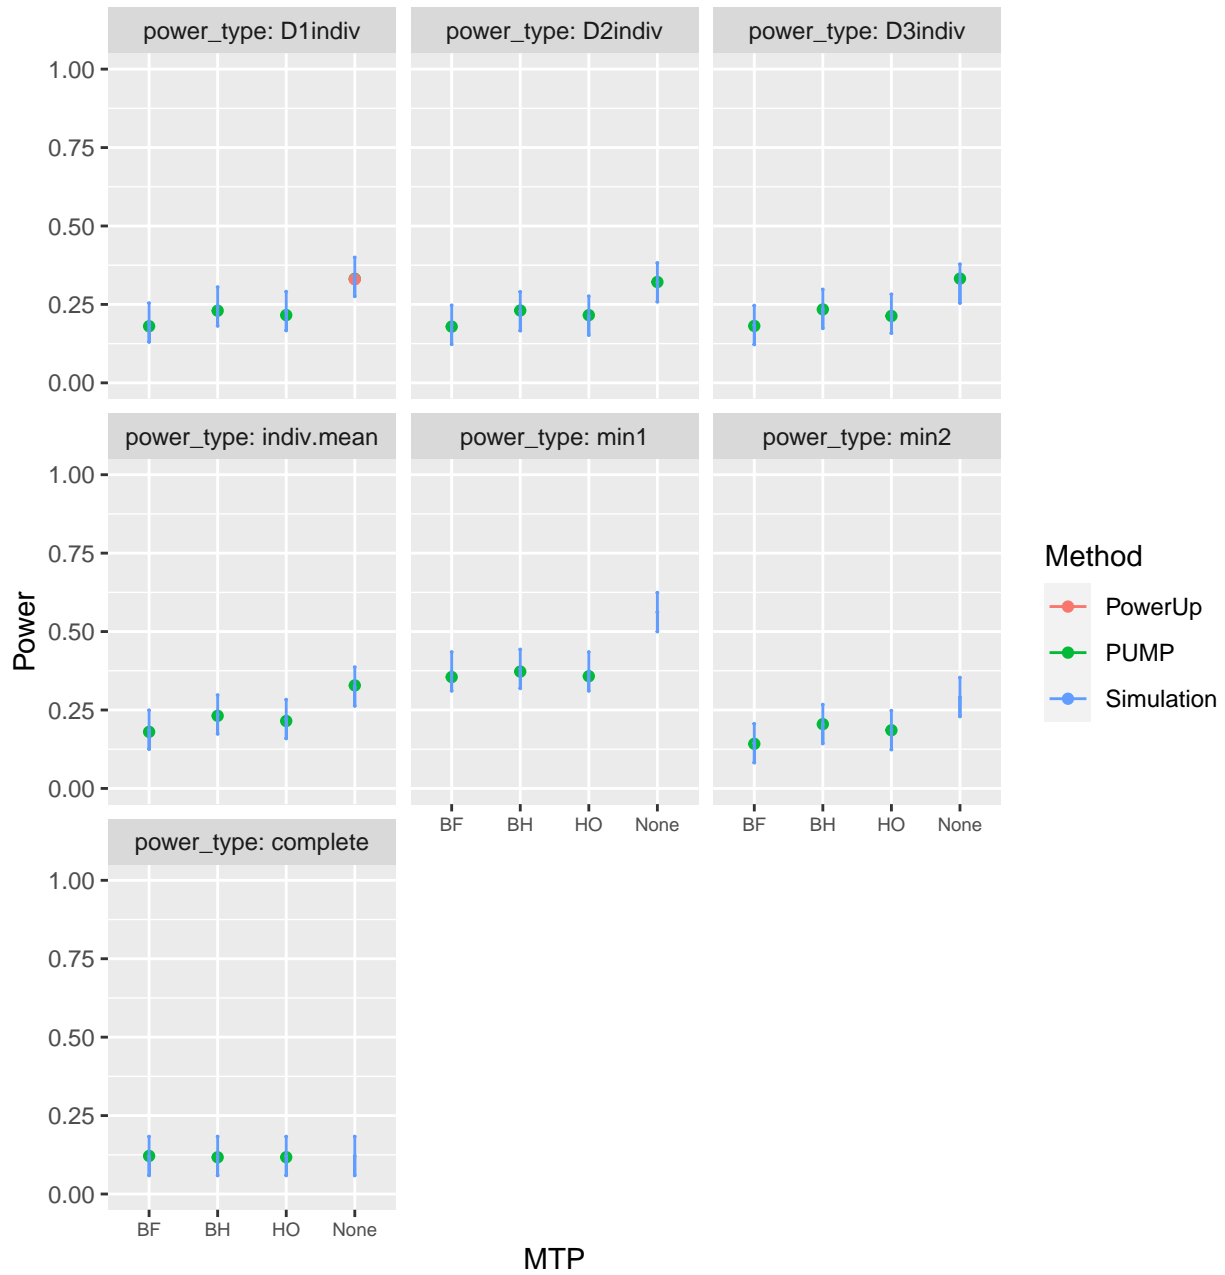 power_type: D1indiv
power_type: D2indiv
power_type: D3indiv
1.00
0.75
0.50
0.25
0.00
power_type: indiv.mean
power_type: min1
power_type: min2
1.00
0.75
0.50
0.25
0.00
BF BH HO None
BF BH HO None
power_type: complete
1.00
0.75
0.50
0.25
0.00
BF BH HO None
MTP
Power
Method
PowerUp
PUMP
Simulation